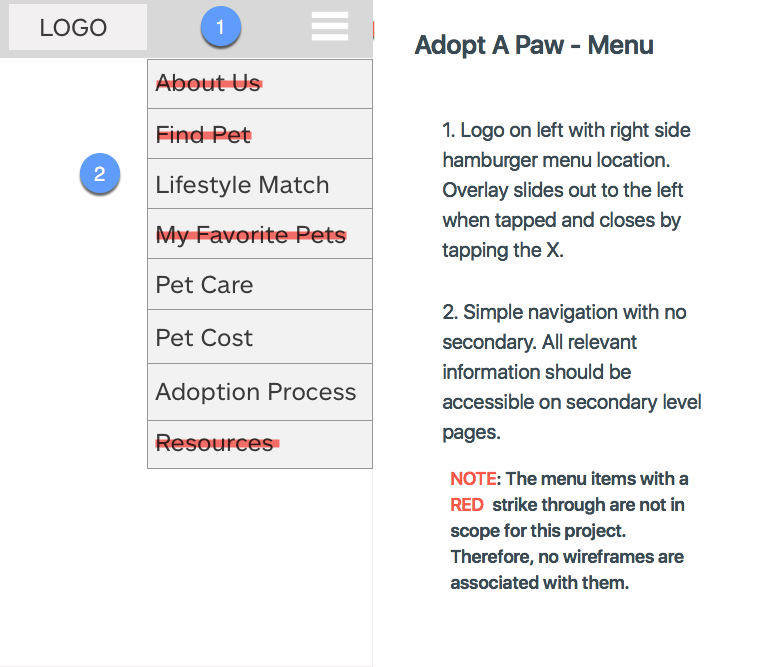 LOGO
1
About Us
Find Pet
2
Lifestyle Match
My Favorite Pets
Pet Care
Pet Cost
Adoption Process
Resources
Adopt A Paw - Menu
1. Logo on left with right side
hamburger menu location.
Overlay slides out to the left
when tapped and closes by
tapping the X.
2. Simple navigation with no
secondary. All relevant
information should be
accessible on secondary level
pages.
NOTE: The menu items with a
RED strike through are not in
scope for this project.
Therefore, no wireframes are
associated with them.